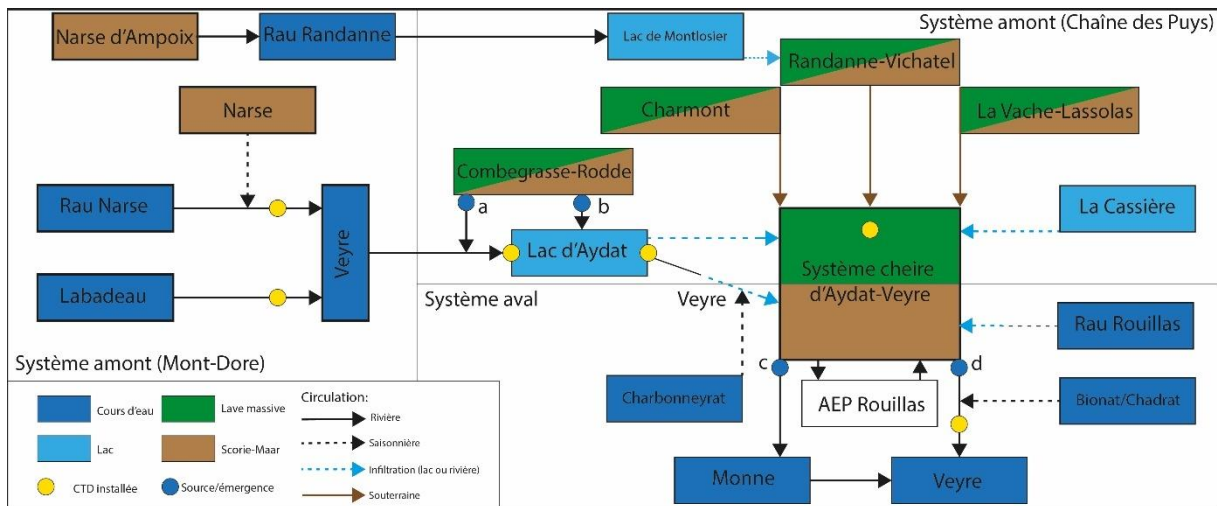 Système amont (Chaîne des Puys)
Narse d'Ampoix
Rau Randanne
Lac de Montlosier
Randanne-Vichatel
Narse
Charmont
La Vache-Lassolas
Combegrasse-Rodde
a
b
Rau Narse
Veyre
Lac d'Aydat
La Cassière
Système cheire
d'Aydat-Veyre
Labadeau
Système aval
Veyre
Rau Rouillas
Système amont (Mont-Dore)
c
d
Charbonneyrat
AEP Rouillas
Bionat/Chadrat
Monne
Veyre
Cours d'eau
Lave massive
Circulation:
Rivière
Saisonnière
Lac
Scorie-Maar
Infiltration (lac ou rivière)
CTD installée
Source/émergence
Souterraine